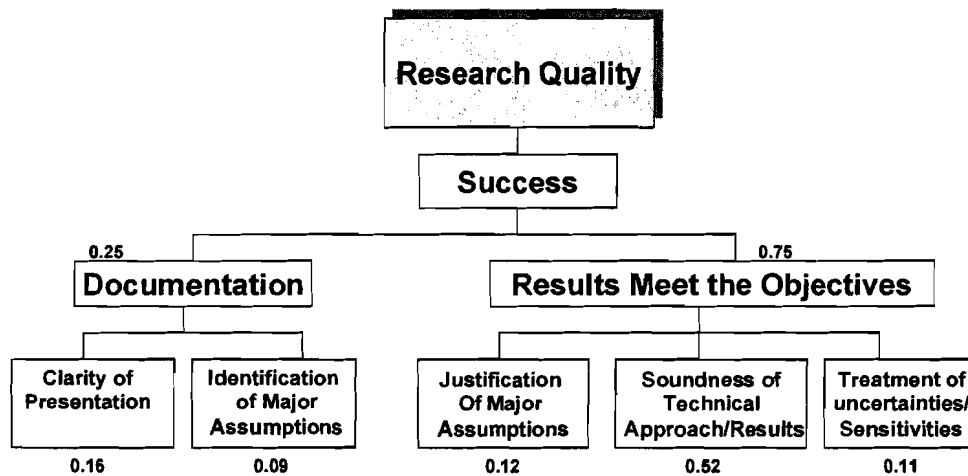 Research Quality
Success
0.25
0.75
Documentation
Results Meet the Objectives
Clarity of
Presentation
Identification
of Major
Assumptions
Justification
Of Major
Assumptions
Soundness of
Technical
Approach/Results
Treatment of
uncertainties/
Sensitivities
0.16
0.09
0.12
0.52
0.11